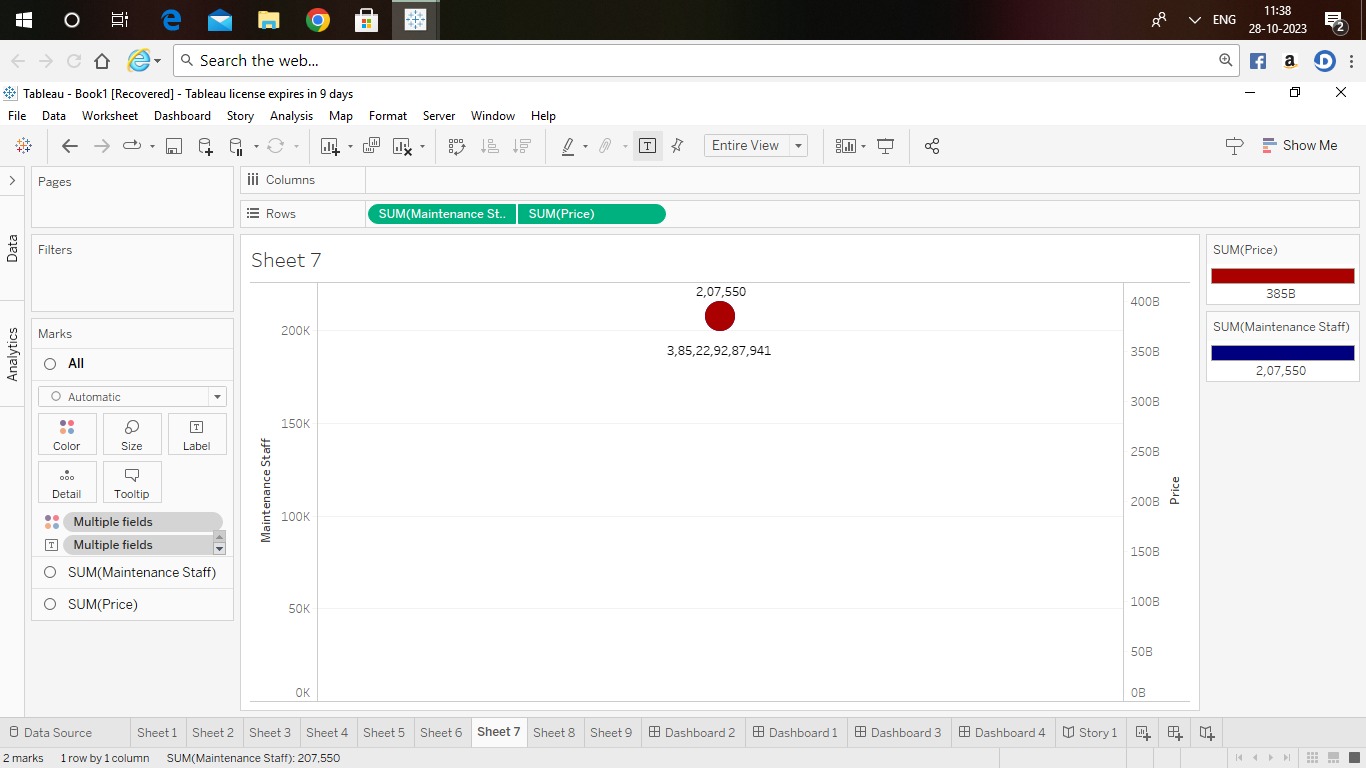 11:38
ENG
28-10-2023
2
Search the web...
Tableau - Book1 [Recovered] - Tableau license expires in 9 days
File Data Worksheet Dashboard Story Analysis Map Format Server Window Help
Entire View
Show Me
Pages
Columns
Rows
SUM(Maintenance St..
SUM(Price)
Data
Analytics
Filters
Marks
All
Automatic
Color
Size
Label
Detail
Tooltip
Multiple fields
Multiple fields
SUM(Maintenance Staff)
SUM(Price)
Sheet 7
2,07,550
3,85,22,92,87,941
Maintenance Staff
200K
150K
100K
50K
0K
400B
350B
300B
250B
200B
150B
100B
50B
0B
Price
SUM(Price)
385B
SUM(Maintenance Staff)
2,07,550
Data Source Sheet 1 Sheet 2 Sheet 3 Sheet 4 Sheet 5 Sheet 6 Sheet 7 Sheet 8 Sheet 9 Dashboard 2 Dashboard 1 Dashboard 3 Dashboard 4 Story 1
2 marks 1 row by 1 column SUM(Maintenance Staff): 207,550